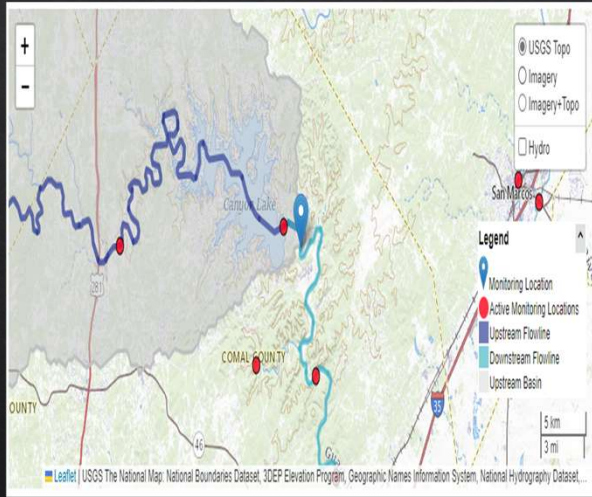 +
−
USGS Topo
Imagery
Imagery+Topo
Hydro
San Marcos
Canyon Lake
Legend
Monitoring Location
Active Monitoring Locations
Upstream Flowline
Downstream Flowline
Upstream Basin
281
COMAL COUNTY
OUNTY
46
35
5 km
3 mi
Leaflet | USGS The National Map: National Boundaries Dataset, 3DEP Elevation Program, Geographic Names Information System, National Hydrography Dataset,...